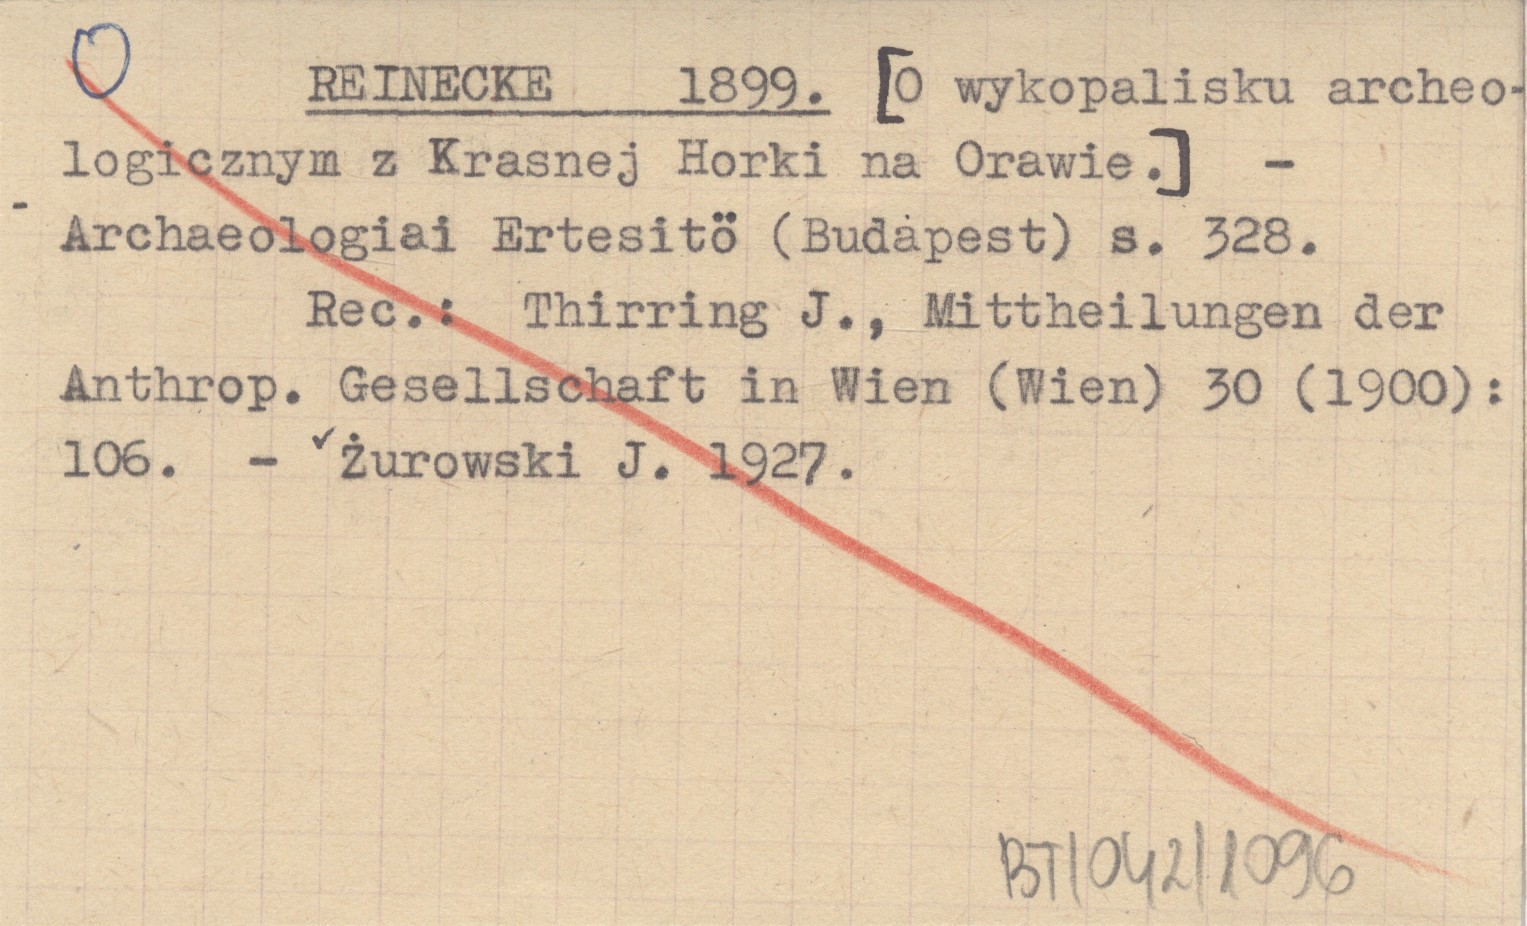 REINECKE 1899. [O wykopalisku archeo-
logicznym z Krasnej Horki na Orawie.] -
Archaeologiai Ertesitö (Budapest) s. 328.
Rec.: Thirring J., Mittheilungen der
Anthrop. Gesellschaft in Wien (Wien) 30 (1900):
106. - ✓Żurowski J. 1927.
BT/042/1096